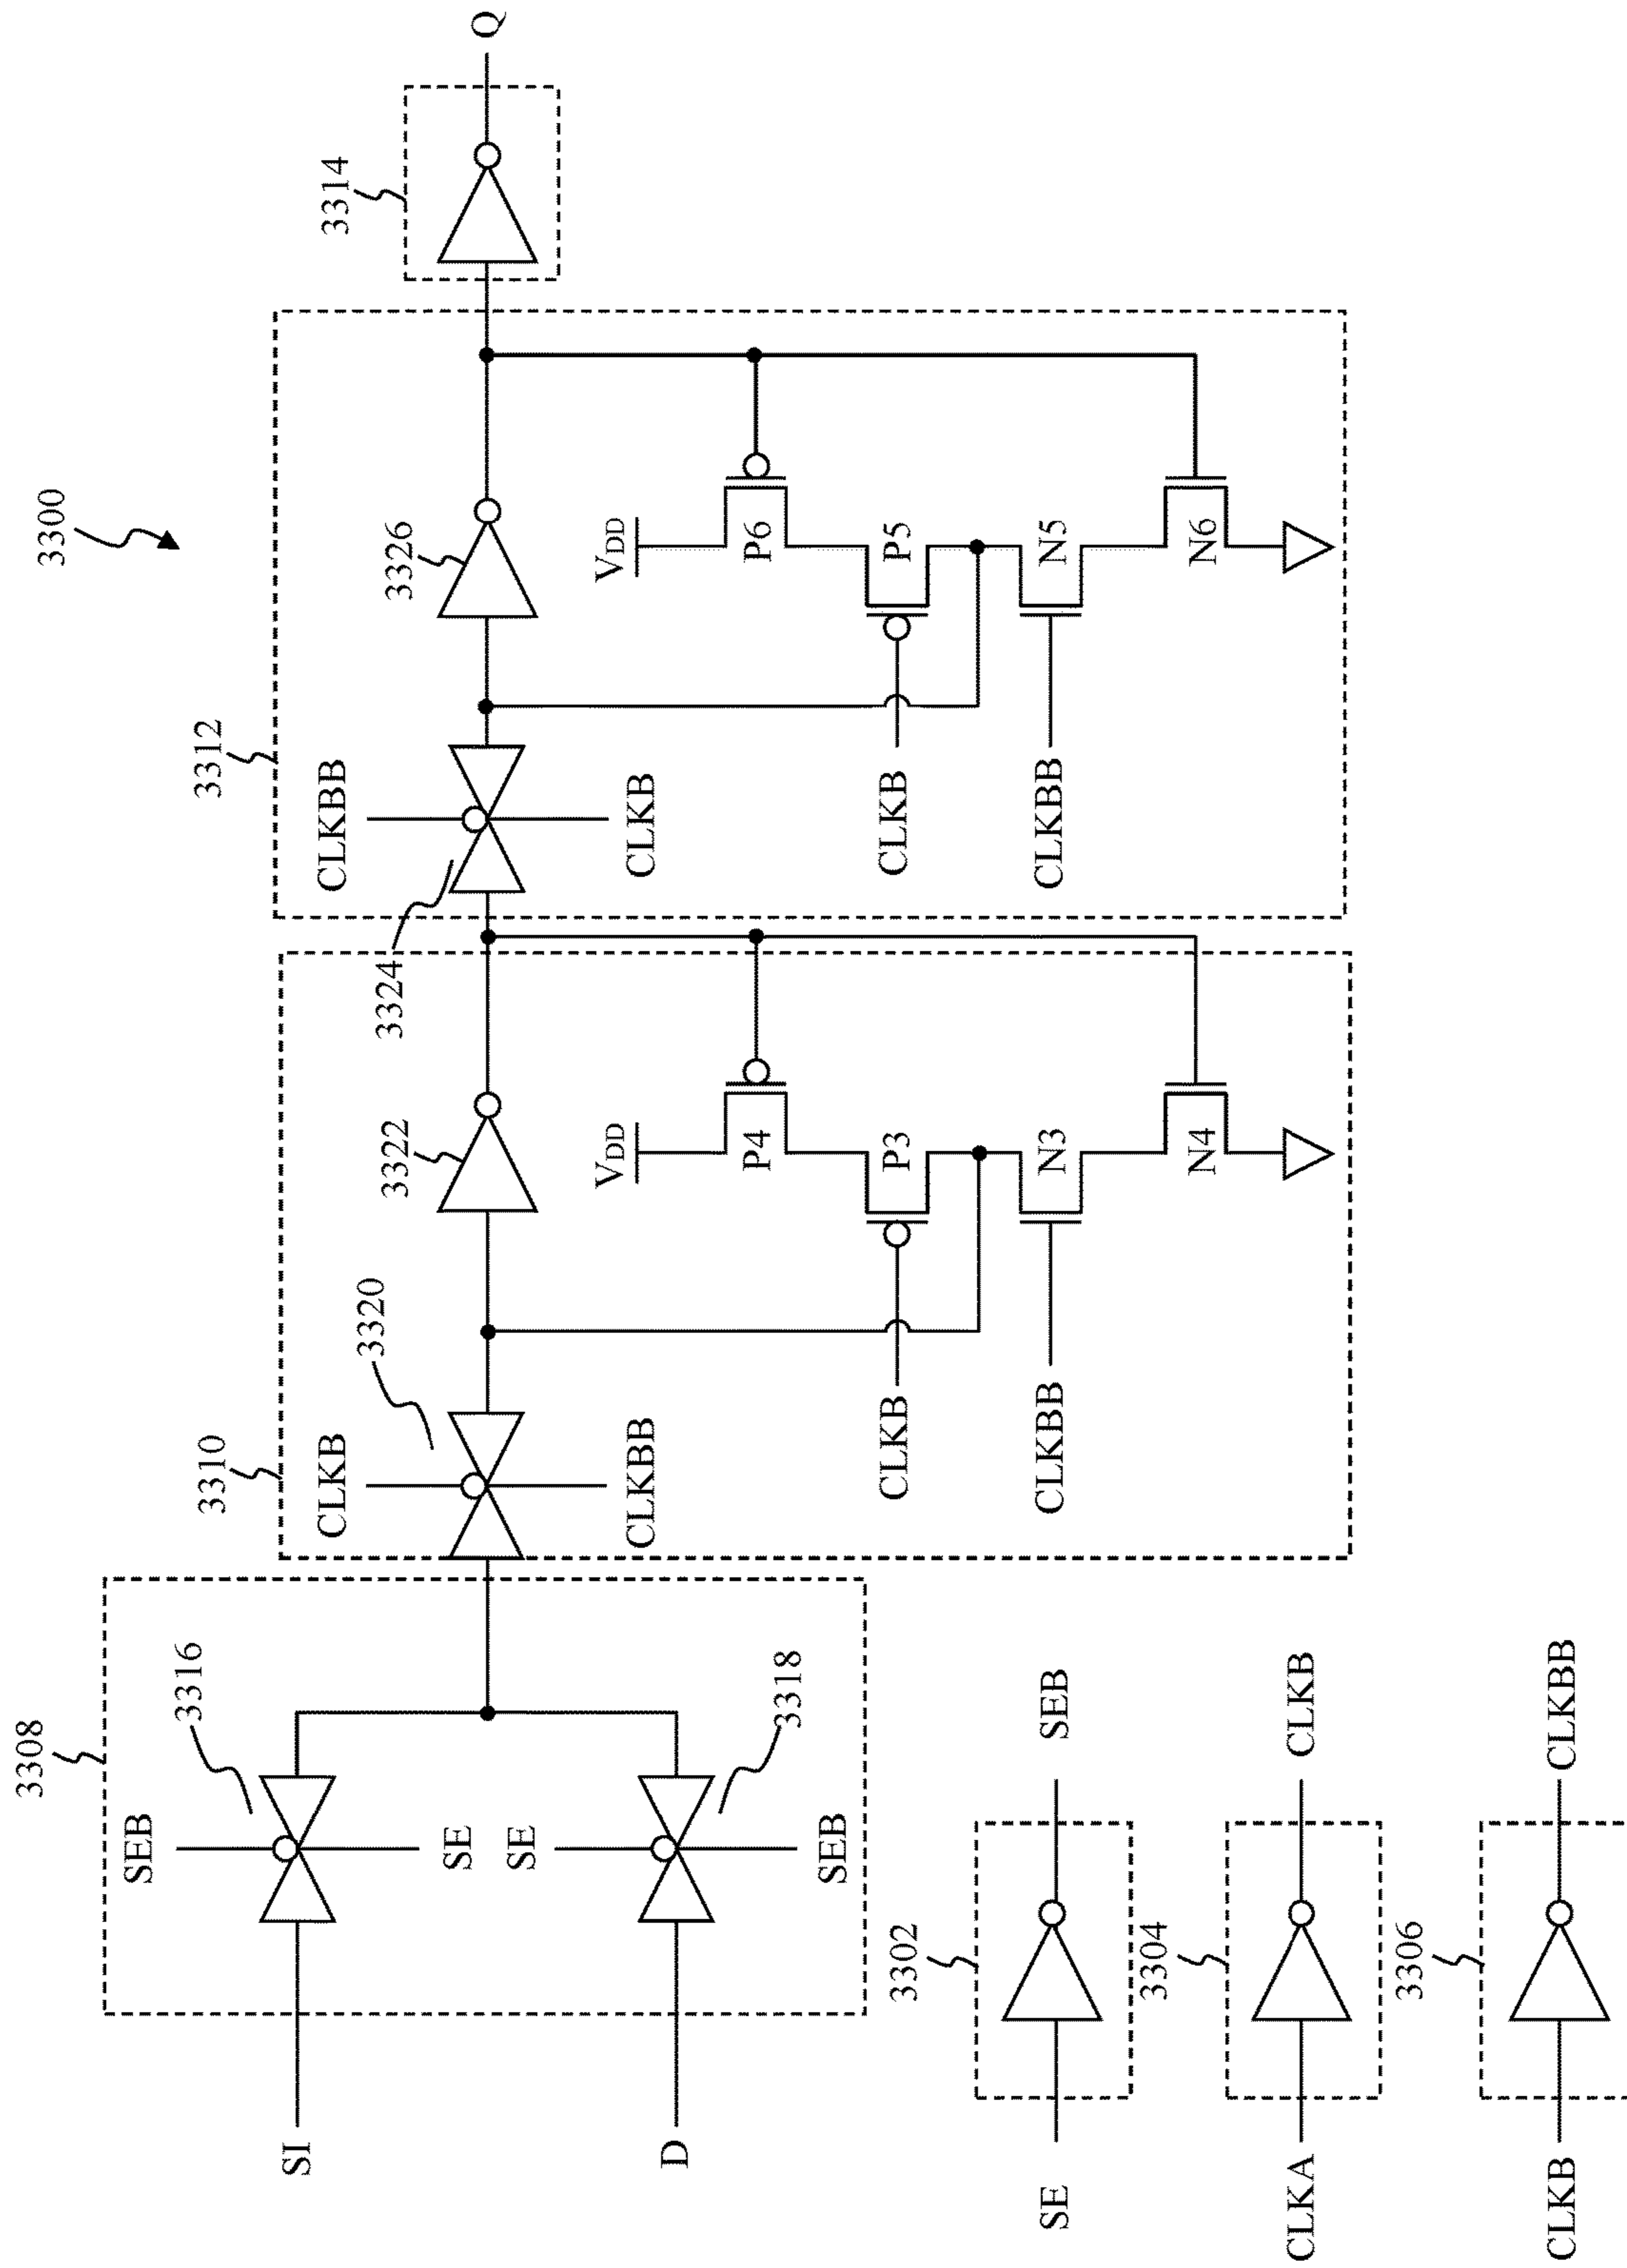 3300
3308
SEB
3316
SI
SE
SE
3318
D
SEB
3310
CLKB
3320
CLKBB
3322
VDD
P4
P3
CLKB
N3
CLKBB
N4
3312
3324
CLKBB
CLKB
3326
VDD
P6
P5
CLKB
N5
CLKBB
N6
3314
Q
3302
SE
SEB
3304
CLKA
CLKB
3306
CLKB
CLKBB